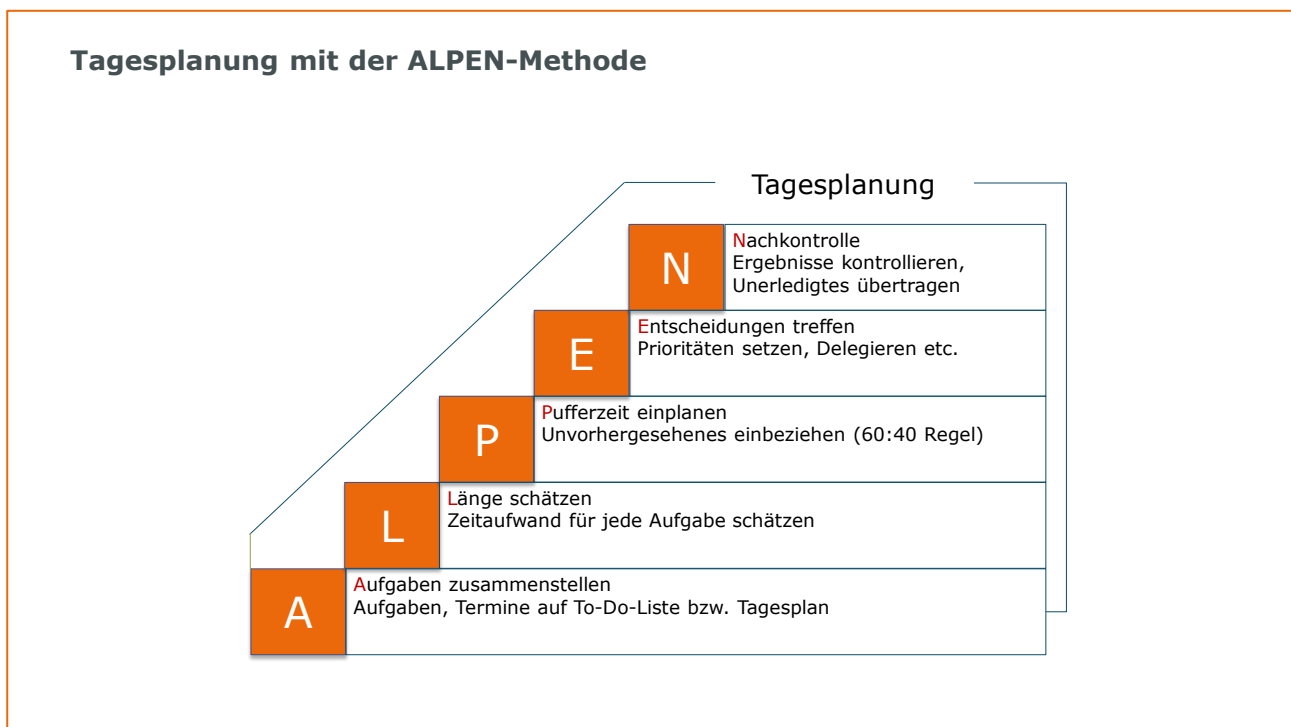 Tagesplanung mit der ALPEN-Methode
Tagesplanung
N
Nachkontrolle
Ergebnisse kontrollieren,
Unerledigtes übertragen
E
Entscheidungen treffen
Prioritäten setzen, Delegieren etc.
P
Pufferzeit einplanen
Unvorhergesehenes einbeziehen (60:40 Regel)
L
Länge schätzen
Zeitaufwand für jede Aufgabe schätzen
A
Aufgaben zusammenstellen
Aufgaben, Termine auf To-Do-Liste bzw. Tagesplan